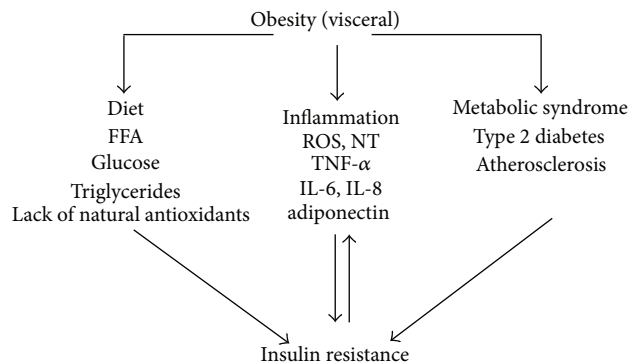 Obesity (visceral)
Diet
FFA
Glucose
Triglycerides
Lack of natural antioxidants
Inflammation
ROS, NT
TNF-α
IL-6, IL-8
adiponectin
Metabolic syndrome
Type 2 diabetes
Atherosclerosis
Insulin resistance